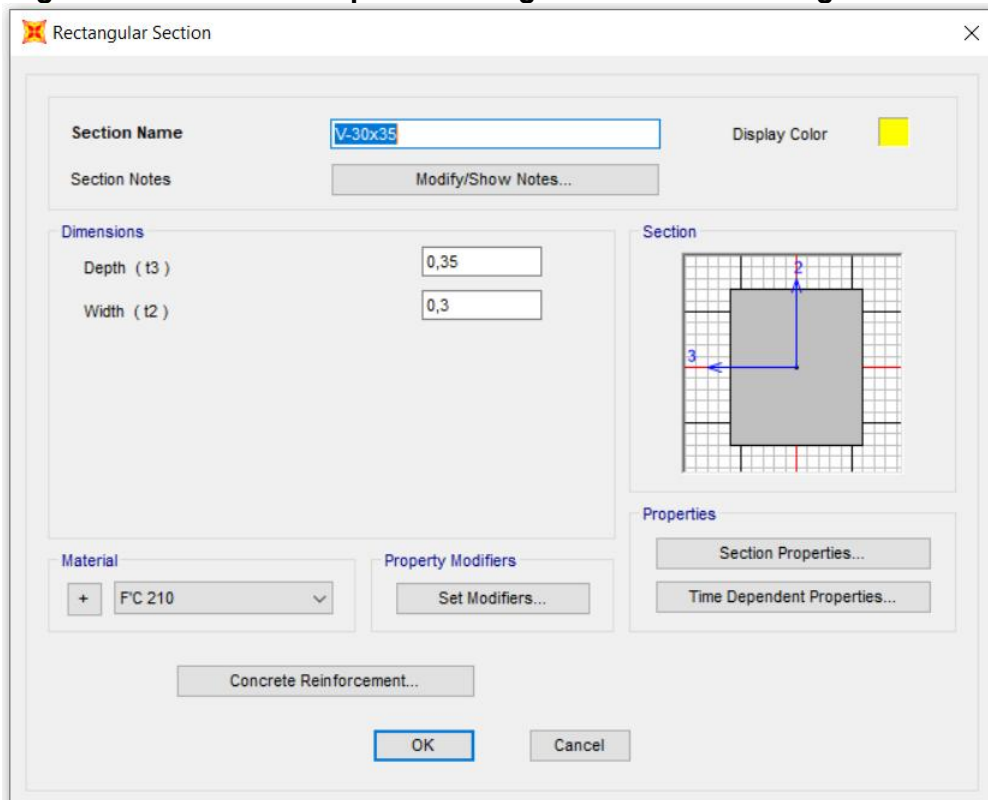 Rectangular Section
Section Name V-30x35 Display Color
Section Notes Modify/Show Notes...
Dimensions
Depth ( t3 ) 0,35
Width ( t2 ) 0,3
Section
2
3
Properties
Section Properties...
Time Dependent Properties...
Material
+ F'C 210
Property Modifiers
Set Modifiers...
Concrete Reinforcement...
OK Cancel